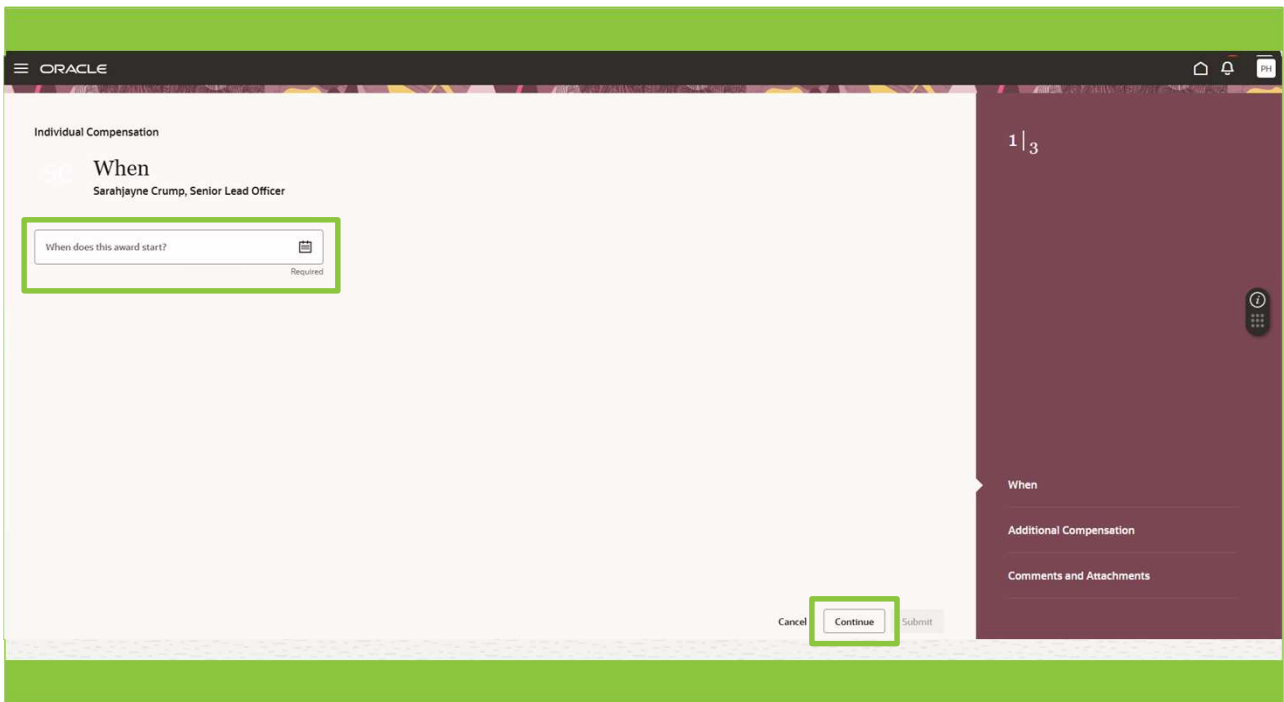 ORACLE
PH
Individual Compensation
SC
When
Sarahjayne Crump, Senior Lead Officer
When does this award start?
Required
1|3
When
Additional Compensation
Comments and Attachments
Cancel
Continue
Submit